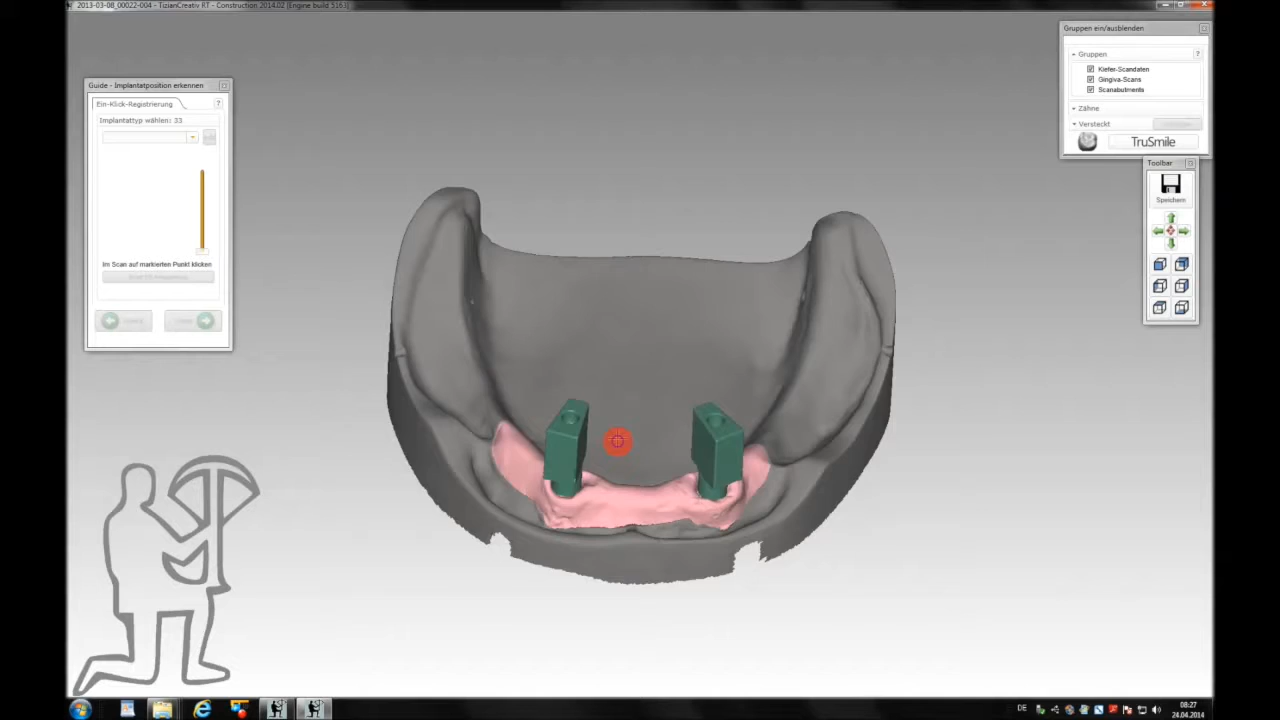 2013-03-08_00022-004 - TizianCreativ RT - Construction 2014.02 [Engine build 5163]
Guide - Implantatposition erkennen
Ein-Klick-Registrierung
?
Implantattyp wählen: 33
Im Scan auf markierten Punkt klicken
Gruppen ein/ausblenden
Gruppen
?
Kiefer-Scandaten
Gingiva-Scans
Scanabutments
Zähne
Versteckt
TruSmile
Toolbar
Speichern
DE
08:27
24.04.2014